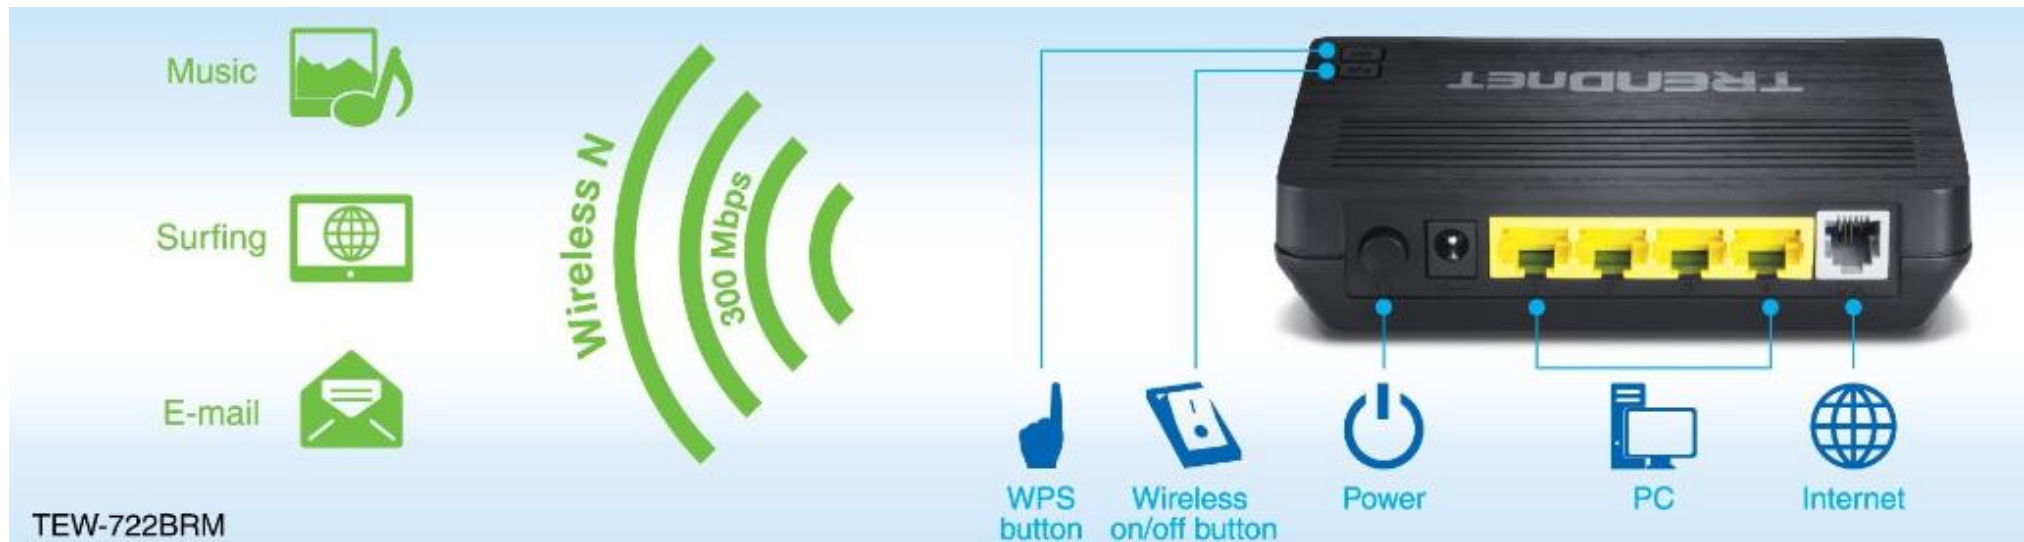 Music
Surfing
E-mail
Wireless N
300 Mbps
TRENDnet
WPS
button
Wireless
on/off button
Power
PC
Internet
TEW-722BRM